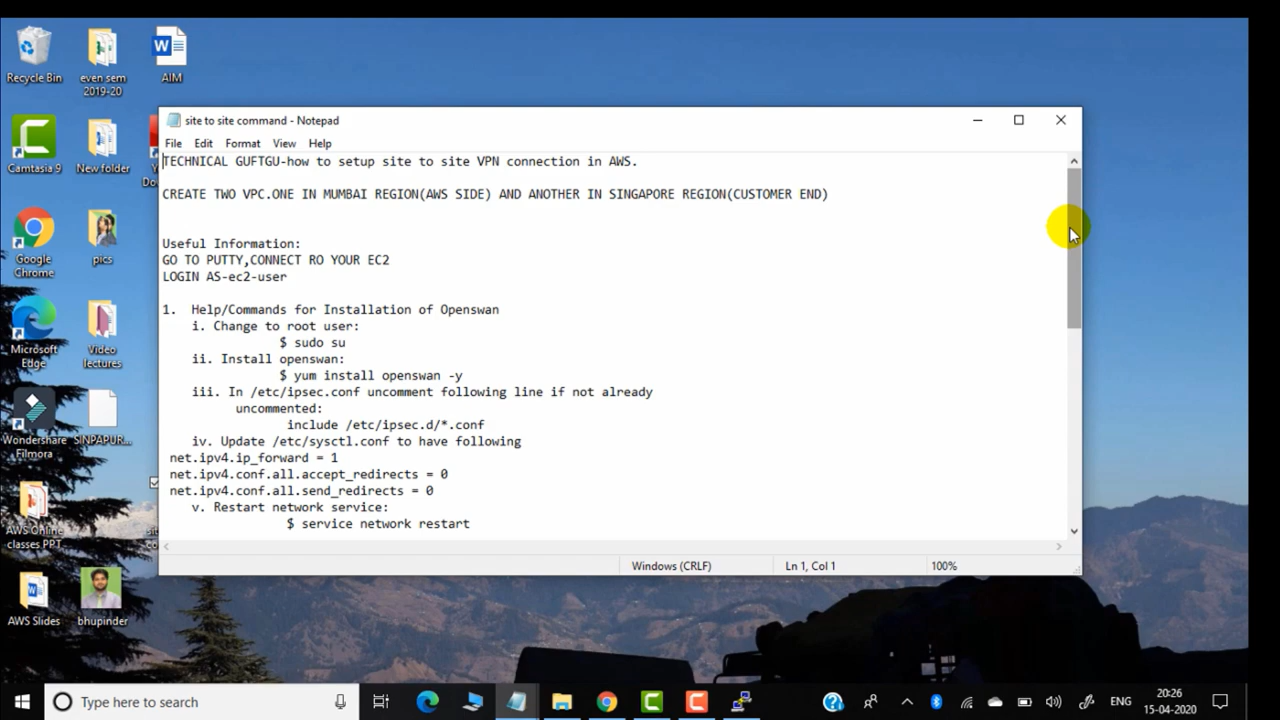 Recycle Bin
even sem
2019-20
AIM
Camtasia 9
New folder
Google
Chrome
pics
Microsoft
Edge
Video
lectures
Wondershare
Filmora
SINPAPUR...
AWS Online
classes PPT
AWS Slides
bhupinder
site to site command - Notepad
File Edit Format View Help
TECHNICAL GUFTGU-how to setup site to site VPN connection in AWS.
CREATE TWO VPC.ONE IN MUMBAI REGION(AWS SIDE) AND ANOTHER IN SINGAPORE REGION(CUSTOMER END)
Useful Information:
GO TO PUTTY,CONNECT RO YOUR EC2
LOGIN AS-ec2-user
1. Help/Commands for Installation of Openswan
i. Change to root user:
$ sudo su
ii. Install openswan:
$ yum install openswan -y
iii. In /etc/ipsec.conf uncomment following line if not already
uncommented:
include /etc/ipsec.d/*.conf
iv. Update /etc/sysctl.conf to have following
net.ipv4.ip_forward = 1
net.ipv4.conf.all.accept_redirects = 0
net.ipv4.conf.all.send_redirects = 0
v. Restart network service:
$ service network restart
Windows (CRLF) Ln 1, Col 1 100%
Type here to search
ENG
20:26
15-04-2020